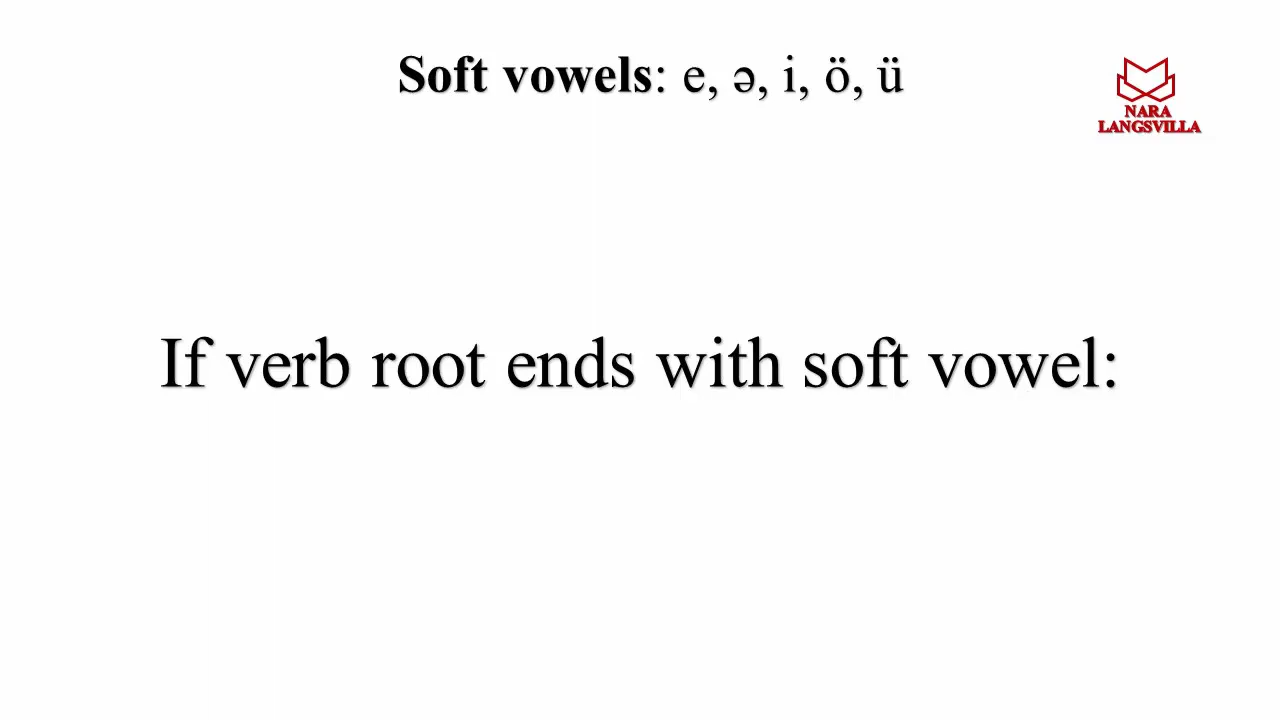 Soft vowels: e, ə, i, ö, ü
NARA
LANGSVILLA
If verb root ends with soft vowel: